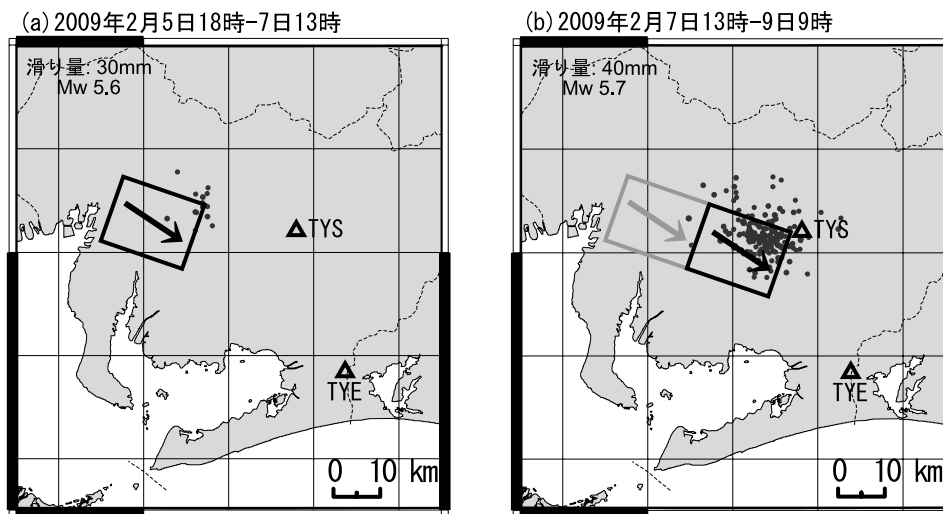 (a)2009年2月5日18時-7日13時
滑り量: 30mm
Mw 5.6
TYS
TYE
0 10 km
(b)2009年2月7日13時-9日9時
滑り量: 40mm
Mw 5.7
TYS
TYE
0 10 km